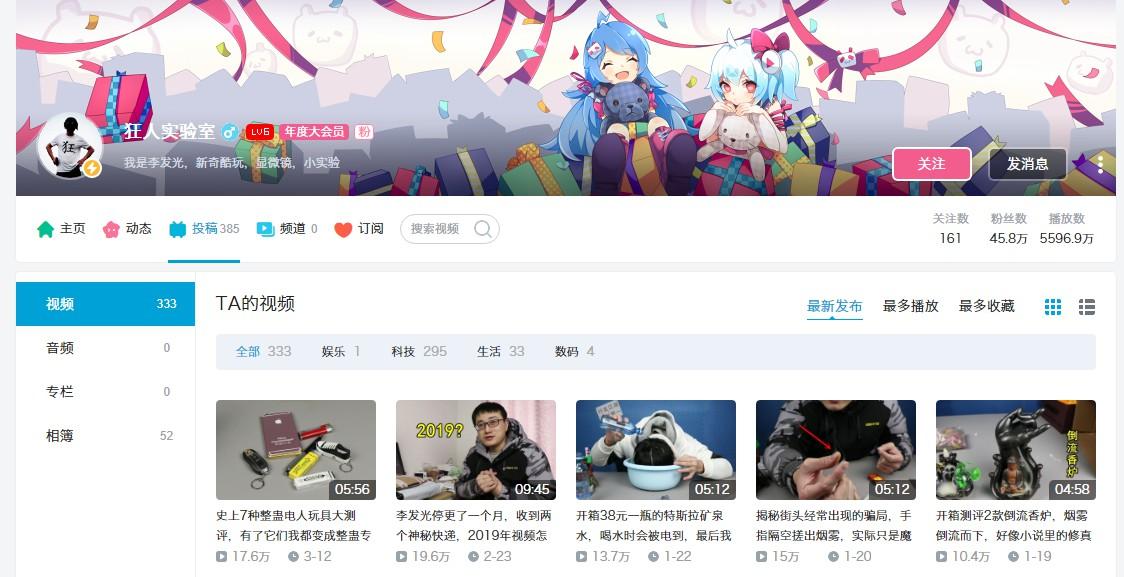 狂人实验室 LV6 年度大会员 粉
我是李发光，新奇酷玩，显微镜，小实验
关注 发消息
主页 动态 投稿 385 频道 0 订阅 搜索视频
关注数 粉丝数 播放数
161 45.8万 5596.9万
视频 333
音频 0
专栏 0
相簿 52
TA的视频
最新发布 最多播放 最多收藏
全部 333 娱乐 1 科技 295 生活 33 数码 4
2019?
倒流香炉
05:56 09:45 05:12 05:12 04:58
史上7种整蛊电人玩具大测
评，有了它们我都变成整蛊专
17.6万 3-12
李发光停更了一个月，收到两
个神秘快递，2019年视频怎
19.6万 2-23
开箱38元一瓶的特斯拉矿泉
水，喝水时会被电到，最后我
13.7万 1-22
揭秘街头经常出现的骗局，手
指隔空搓出烟雾，实际只是魔
15万 1-20
开箱测评2款倒流香炉，烟雾
倒流而下，好像小说里的修真
10.4万 1-19